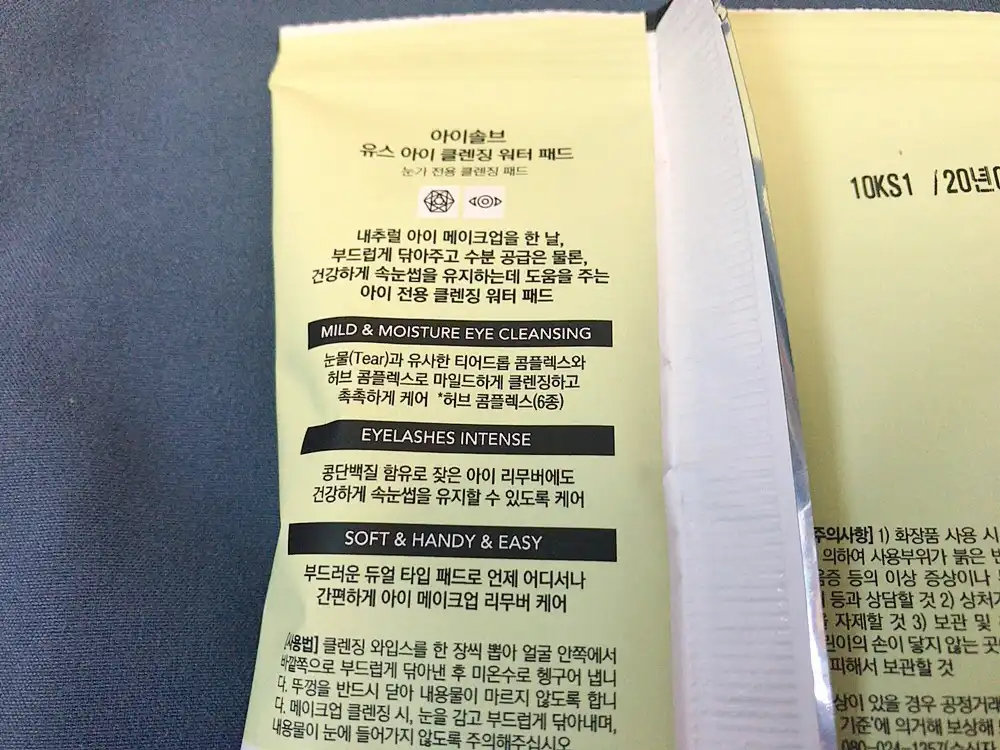 아이솔브
유스 아이 클렌징 워터 패드
눈가 전용 클렌징 패드
내추럴 아이 메이크업을 한 날,
부드럽게 닦아주고 수분 공급은 물론,
건강하게 속눈썹을 유지하는데 도움을 주는
아이 전용 클렌징 워터 패드
MILD & MOISTURE EYE CLEANSING
눈물(Tear)과 유사한 티어드롭 콤플렉스와
허브 콤플렉스로 마일드하게 클렌징하고
촉촉하게 케어 *허브 콤플렉스(6종)
EYELASHES INTENSE
콩단백질 함유로 잦은 아이 리무버에도
건강하게 속눈썹을 유지할 수 있도록 케어
SOFT & HANDY & EASY
부드러운 듀얼 타입 패드로 언제 어디서나
간편하게 아이 메이크업 리무버 케어
[사용법] 클렌징 와입스를 한 장씩 뽑아 얼굴 안쪽에서
바깥쪽으로 부드럽게 닦아낸 후 미온수로 헹구어 냅니
다. 뚜껑을 반드시 닫아 내용물이 마르지 않도록 합니
다. 메이크업 클렌징 시, 눈을 감고 부드럽게 닦아내며,
내용물이 눈에 들어가지 않도록 주의해주십시오
10KS1 /20년
주의사항] 1) 화장품 사용 시
의하여 사용부위가 붉은
등의 이상 증상이나
등과 상담할 것 2)
자제할 것 3) 보관 및
손이 닿지 않는
피해서 보관할 것
있을 경우 공정거래
기준'에 의거해 보상해